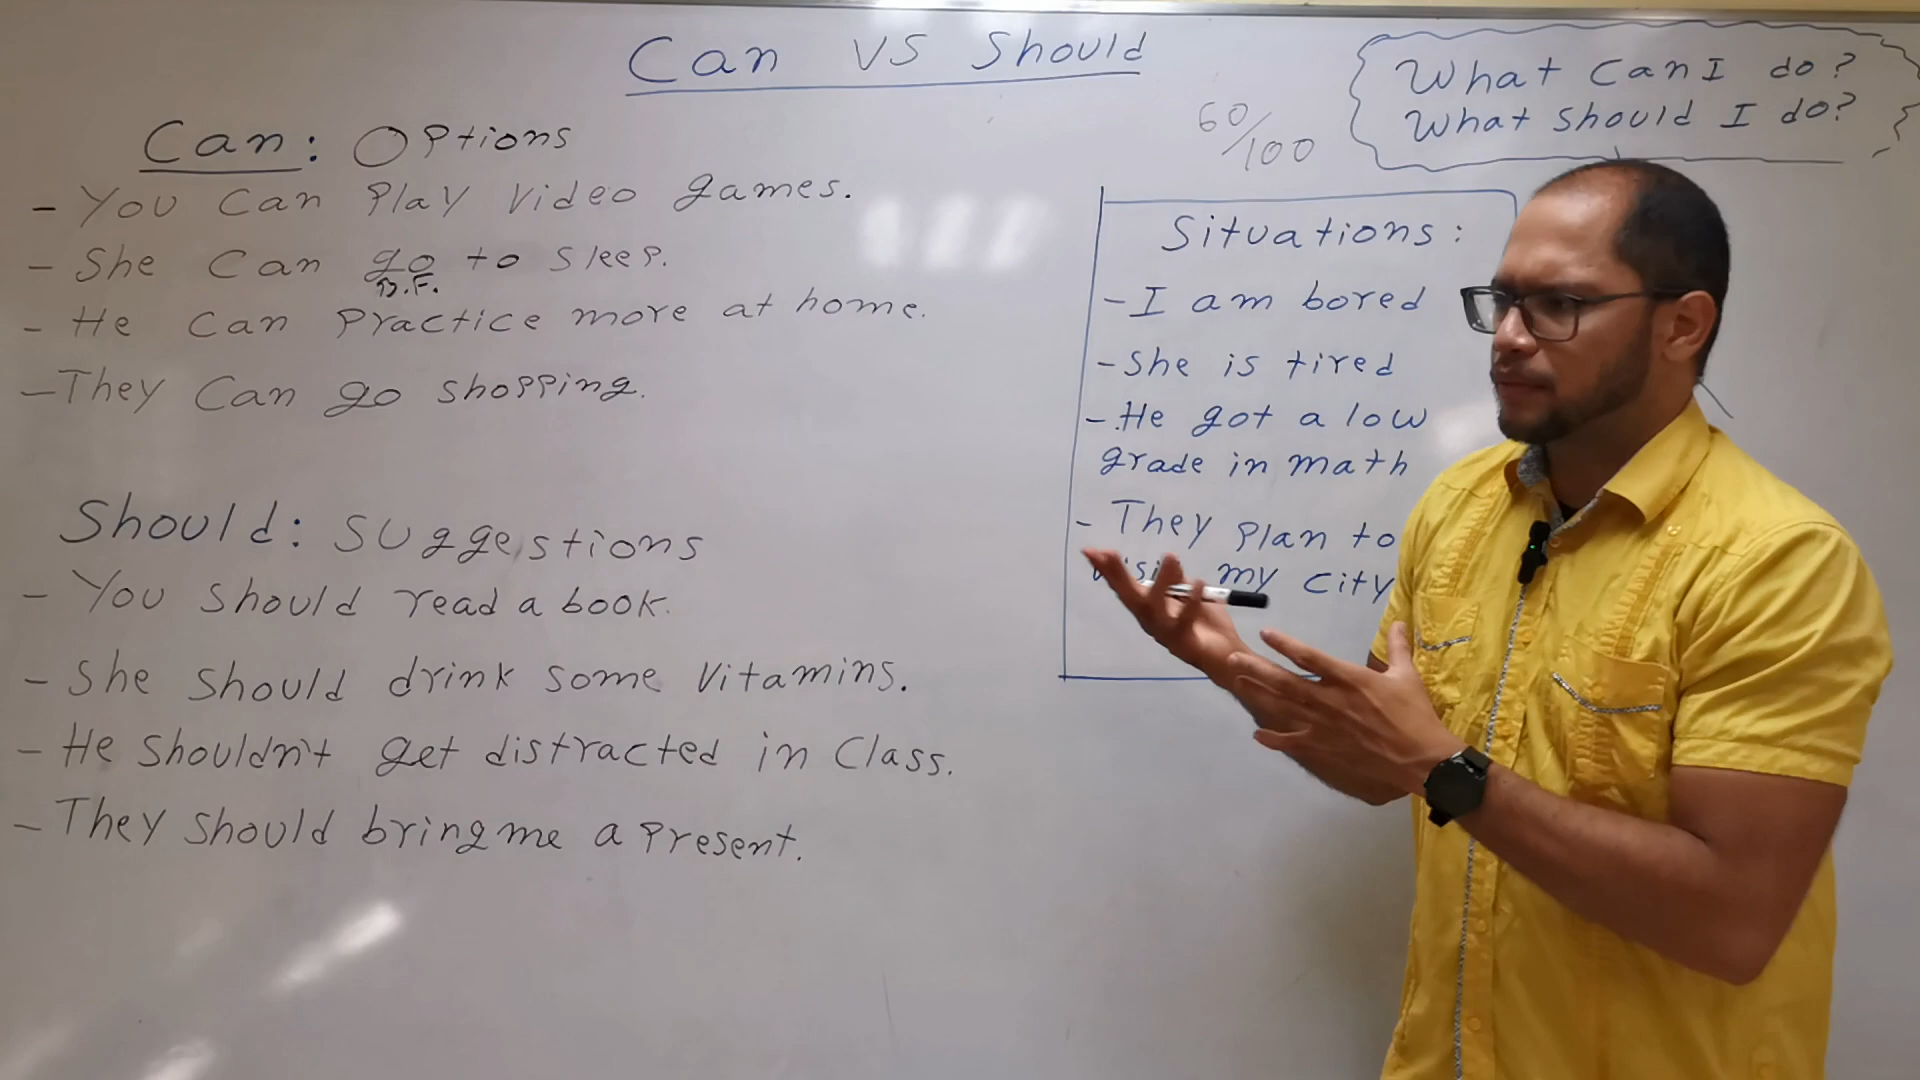 Can VS Should
Can: Options
- You Can Play Video games.
- She Can go to Sleep.
B.F.
- He Can Practice more at home.
- They Can go shopping.
Should: Suggestions
- You should read a book.
- She should drink some Vitamins.
- He shouldn't get distracted in Class.
- They should bring me a Present.
60/100
What Can I do?
What should I do?
Situations:
- I am bored
- She is tired
- He got a low
grade in math
- They Plan to
visit my City